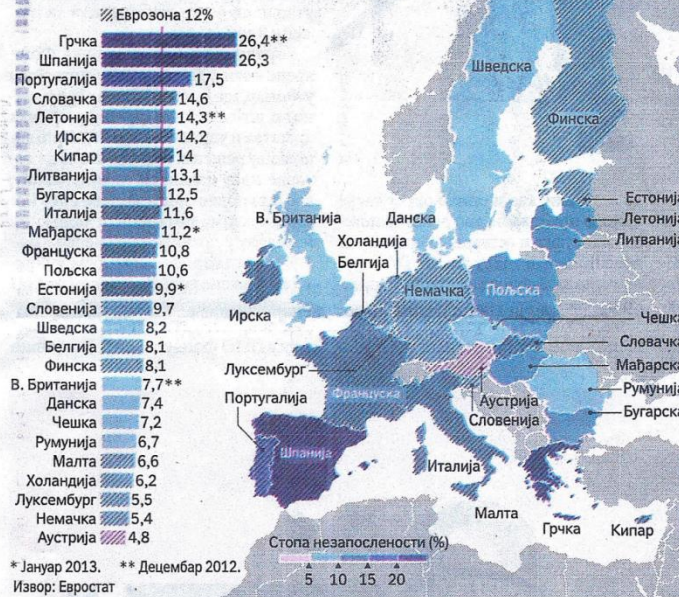 Еврозона 12%
Грчка 26,4**
Шпанија 26,3
Португалија 17,5
Словачка 14,6
Летонија 14,3**
Ирска 14,2
Кипар 14
Литванија 13,1
Бугарска 12,5
Италија 11,6
Мађарска 11,2*
Француска 10,8
Пољска 10,6
Естонија 9,9*
Словенија 9,7
Шведска 8,2
Белгија 8,1
Финска 8,1
В. Британија 7,7**
Данска 7,4
Чешка 7,2
Румунија 6,7
Малта 6,6
Холандија 6,2
Луксембург 5,5
Немачка 5,4
Аустрија 4,8
* Јануар 2013. ** Децембар 2012.
Извор: Евростат
Шведска
Финска
Естонија
Летонија
Литванија
В. Британија
Данска
Холандија
Белгија
Немачка
Пољска
Ирска
Чешка
Словачка
Луксембург
Мађарска
Француска
Аустрија
Румунија
Португалија
Словенија
Бугарска
Шпанија
Италија
Малта
Грчка
Кипар
Стопа незапослености (%)
5 10 15 20